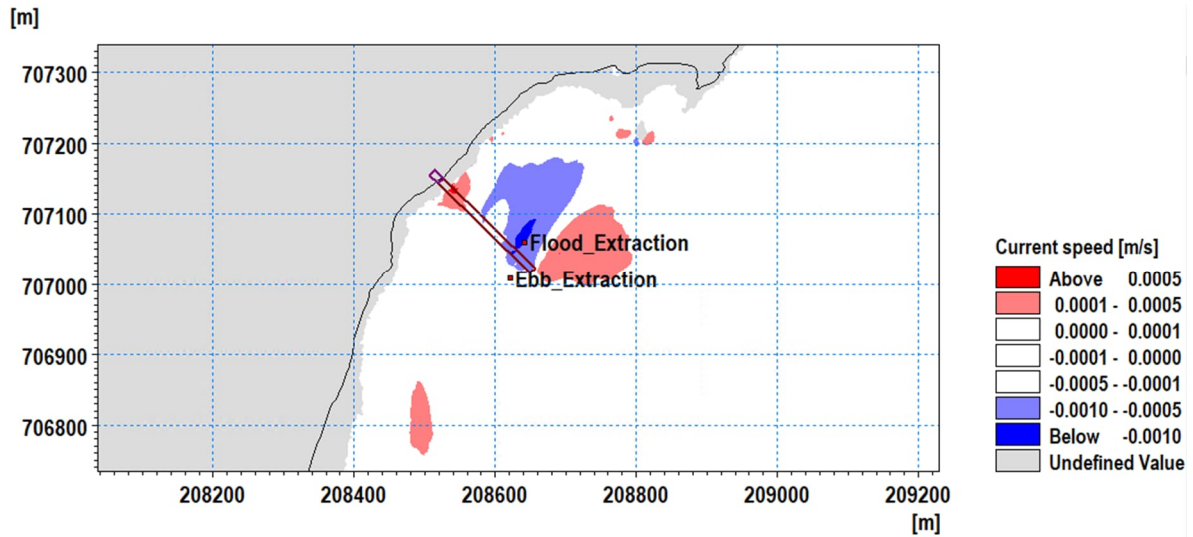 [m]
707300
707200
707100
707000
706900
706800
Flood_Extraction
Ebb_Extraction
208200 208400 208600 208800 209000 209200
[m]
Current speed [m/s]
Above 0.0005
0.0001 - 0.0005
0.0000 - 0.0001
-0.0001 - 0.0000
-0.0005 - -0.0001
-0.0010 - -0.0005
Below -0.0010
Undefined Value